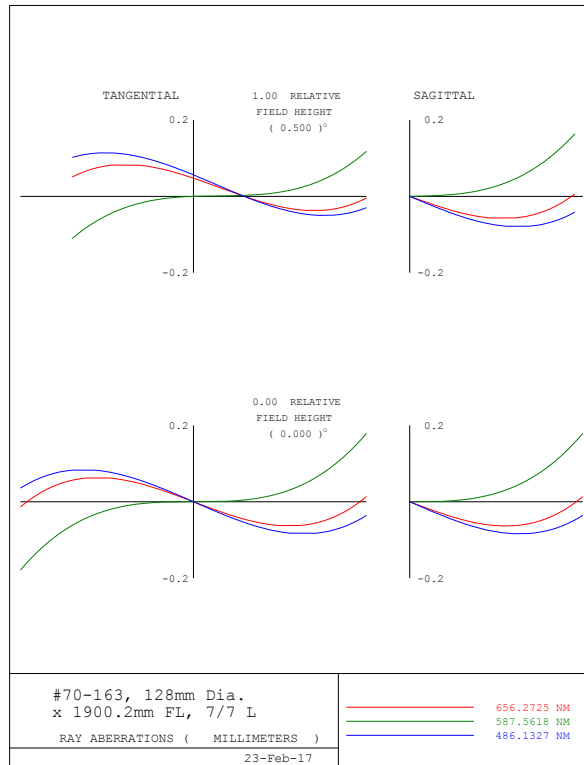 TANGENTIAL 1.00 RELATIVE SAGITTAL
FIELD HEIGHT
( 0.500 )°
0.2 0.2
-0.2 -0.2
0.00 RELATIVE
FIELD HEIGHT
( 0.000 )°
0.2 0.2
-0.2 -0.2
#70-163, 128mm Dia.
x 1900.2mm FL, 7/7 L
RAY ABERRATIONS ( MILLIMETERS )
23-Feb-17
656.2725 NM
587.5618 NM
486.1327 NM